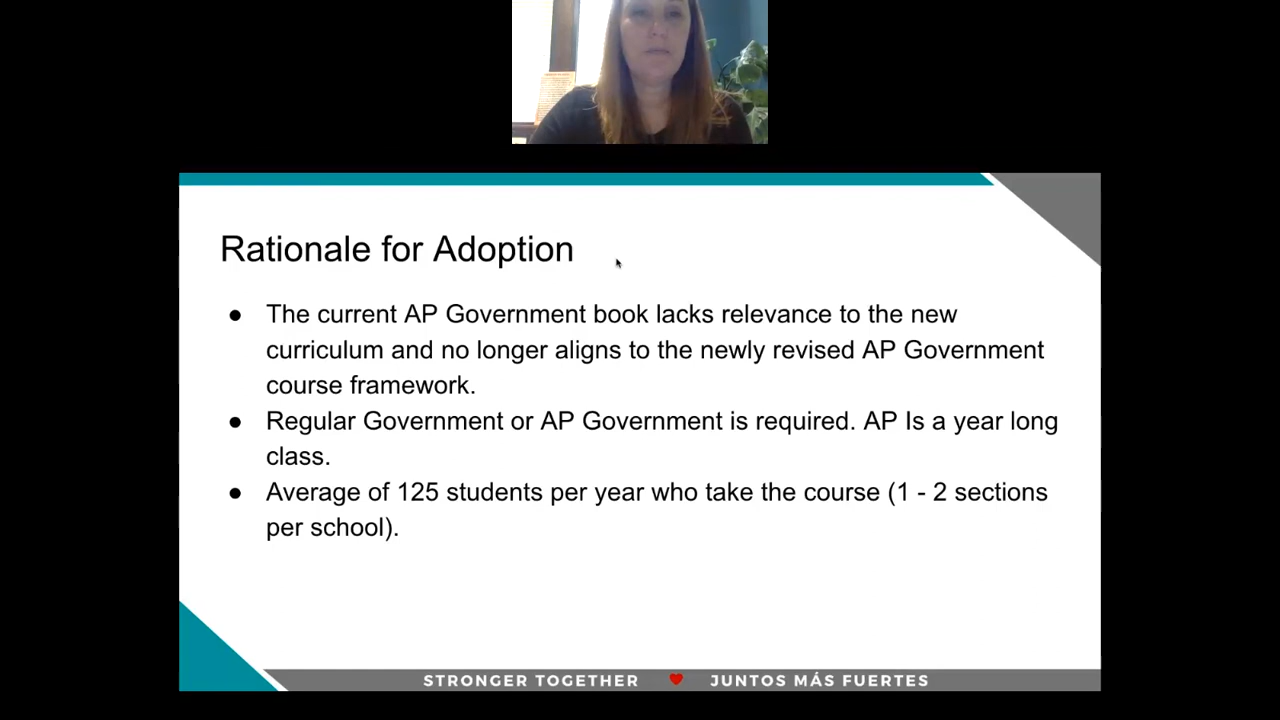 Rationale for Adoption
● The current AP Government book lacks relevance to the new
curriculum and no longer aligns to the newly revised AP Government
course framework.
● Regular Government or AP Government is required. AP Is a year long
class.
● Average of 125 students per year who take the course (1 - 2 sections
per school).
STRONGER TOGETHER ♥ JUNTOS MÁS FUERTES